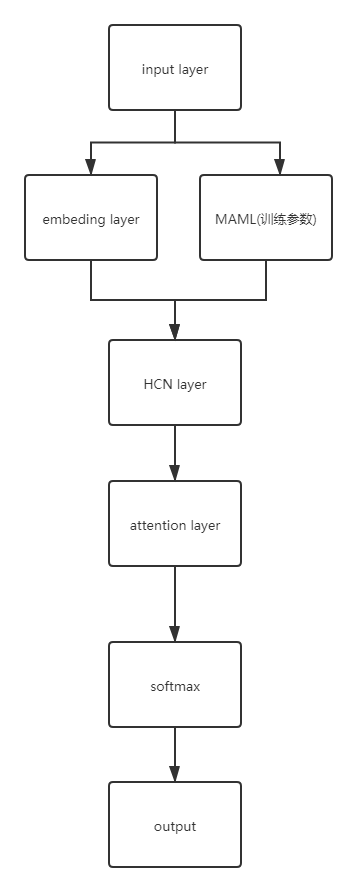 input layer
embeding layer
MAML(训练参数)
HCN layer
attention layer
softmax
output